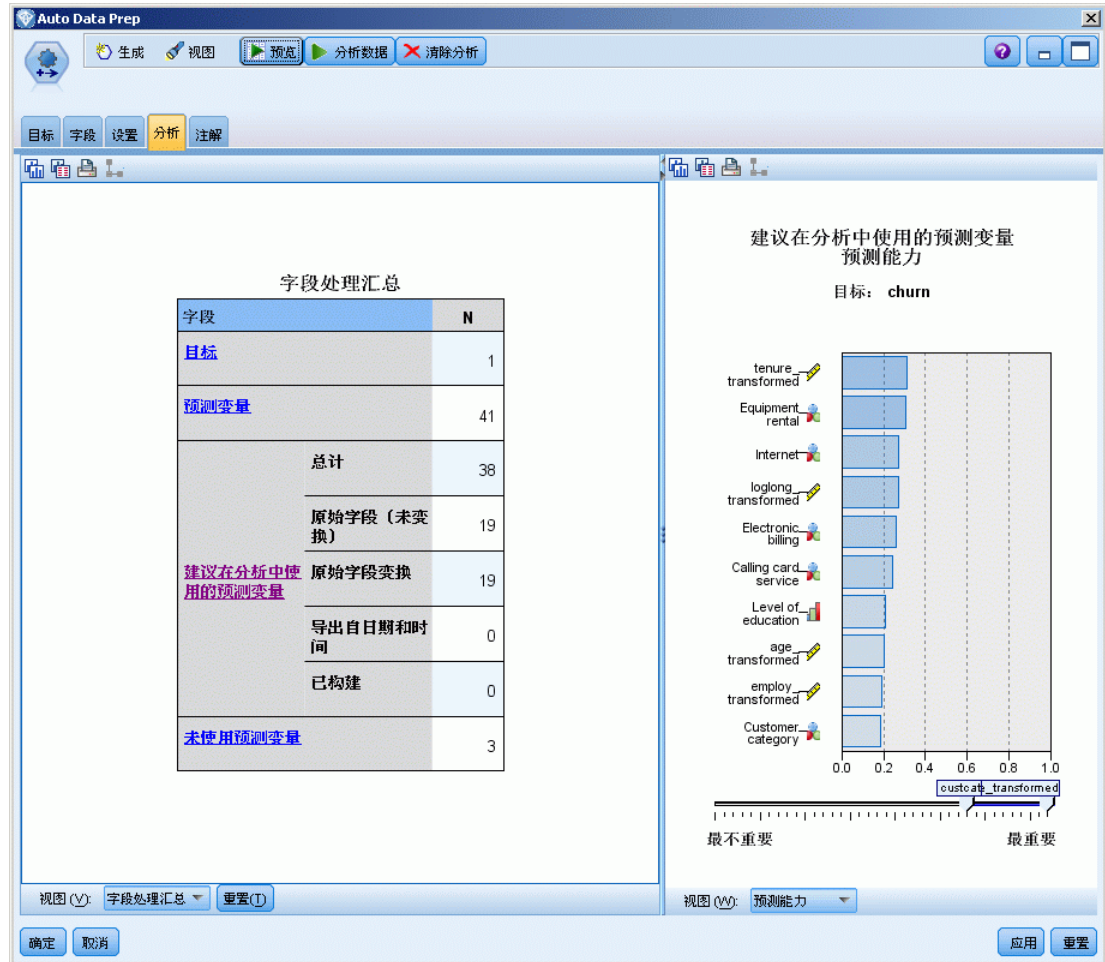 Auto Data Prep
生成 视图 预览 分析数据 清除分析
目标 字段 设置 分析 注解
字段处理汇总
字段 N
目标 1
预测变量 41
建议在分析中使
用的预测变量
总计 38
原始字段（未变
换） 19
原始字段变换 19
导出自日期和时
间 0
已构建 0
未使用预测变量 3
视图(V): 字段处理汇总 重置(T)
建议在分析中使用的预测变量
预测能力
目标： churn
tenure_
transformed
Equipment
rental
Internet
loglong_
transformed
Electronic
billing
Calling card
service
Level of
education
age_
transformed
employ_
transformed
Customer
category
0.0 0.2 0.4 0.6 0.8 1.0
custcat e_transformed
最不重要 最重要
视图(W): 预测能力
确定 取消 应用 重置